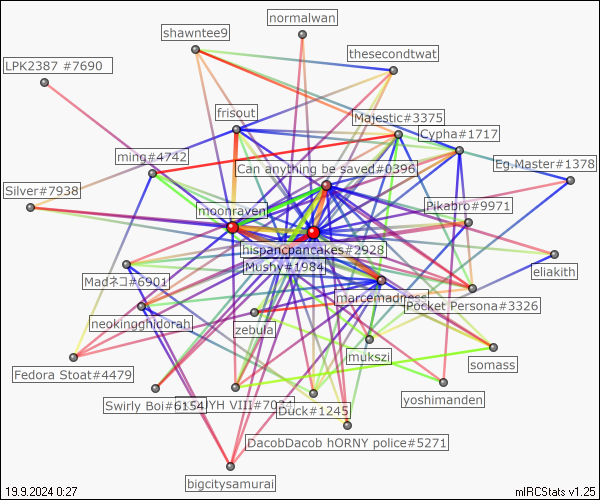 normalwan
shawntee9
thesecondtwat
LPK2387 #7690
frisout
Majestic#3375
Cypha#1717
ming#4742
Can anything be saved#0396
Eg.Master#1378
Silver#7938
moonraven
Pikabro#9971
hispancpancakes#2928
Mushy#1984
eliakith
Madネコ#6901
marcemadress
Pocket Persona#3326
neokingghidorah
zebula
mukszi
Fedora Stoat#4479
somass
yoshimanden
Swirly Boi#6154
YH VIII#7034
Duck#1245
DacobDacob hORNY police#5271
bigcitysamurai
19.9.2024 0:27
mIRCStats v1.25